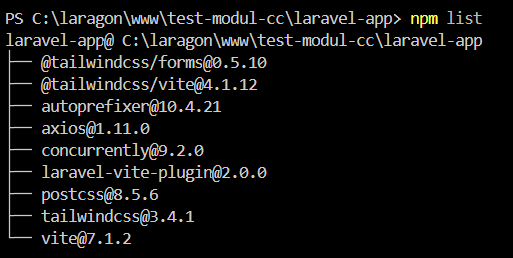 PS C:\laragon\www\test-modul-cc\laravel-app> npm list
laravel-app@ C:\laragon\www\test-modul-cc\laravel-app
├── @tailwindcss/forms@0.5.10
├── @tailwindcss/vite@4.1.12
├── autoprefixer@10.4.21
├── axios@1.11.0
├── concurrently@9.2.0
├── laravel-vite-plugin@2.0.0
├── postcss@8.5.6
├── tailwindcss@3.4.1
└── vite@7.1.2